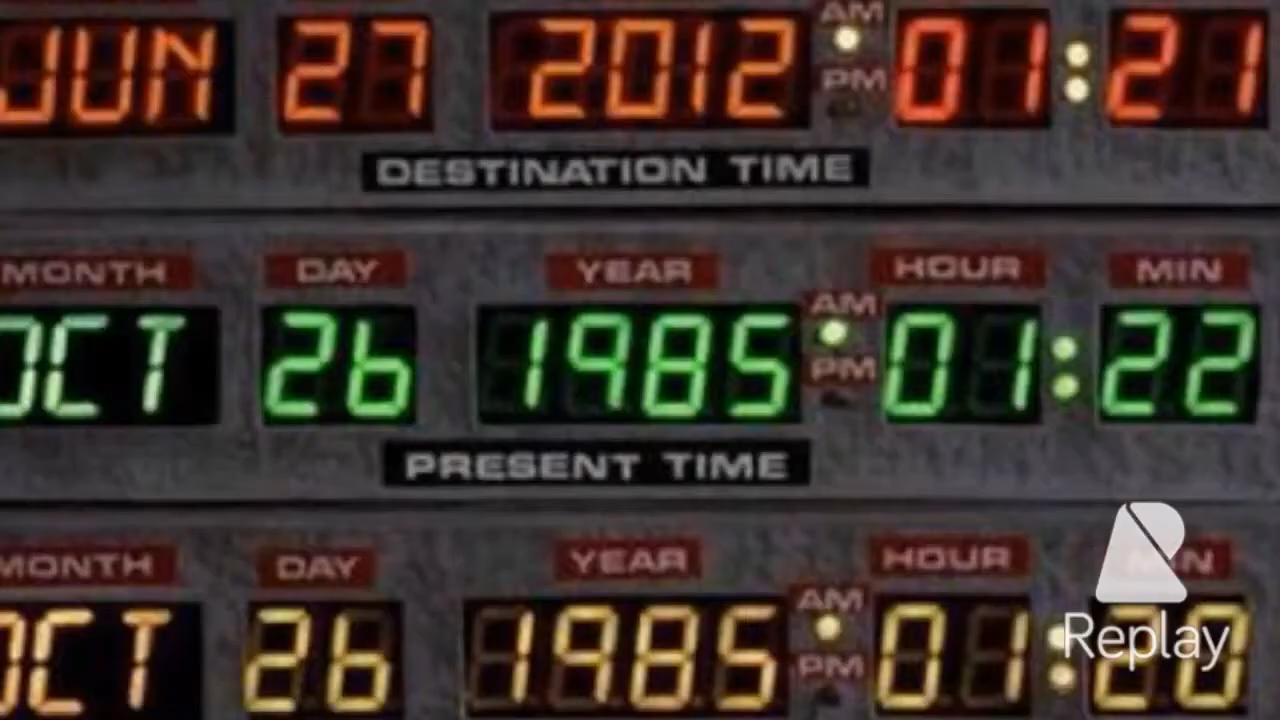 JUN 27 2012 AM PM 01:21
DESTINATION TIME
MONTH DAY YEAR HOUR MIN
OCT 26 1985 AM PM 01:22
PRESENT TIME
MONTH DAY YEAR HOUR MIN
OCT 26 1985 AM PM 01:20
Replay